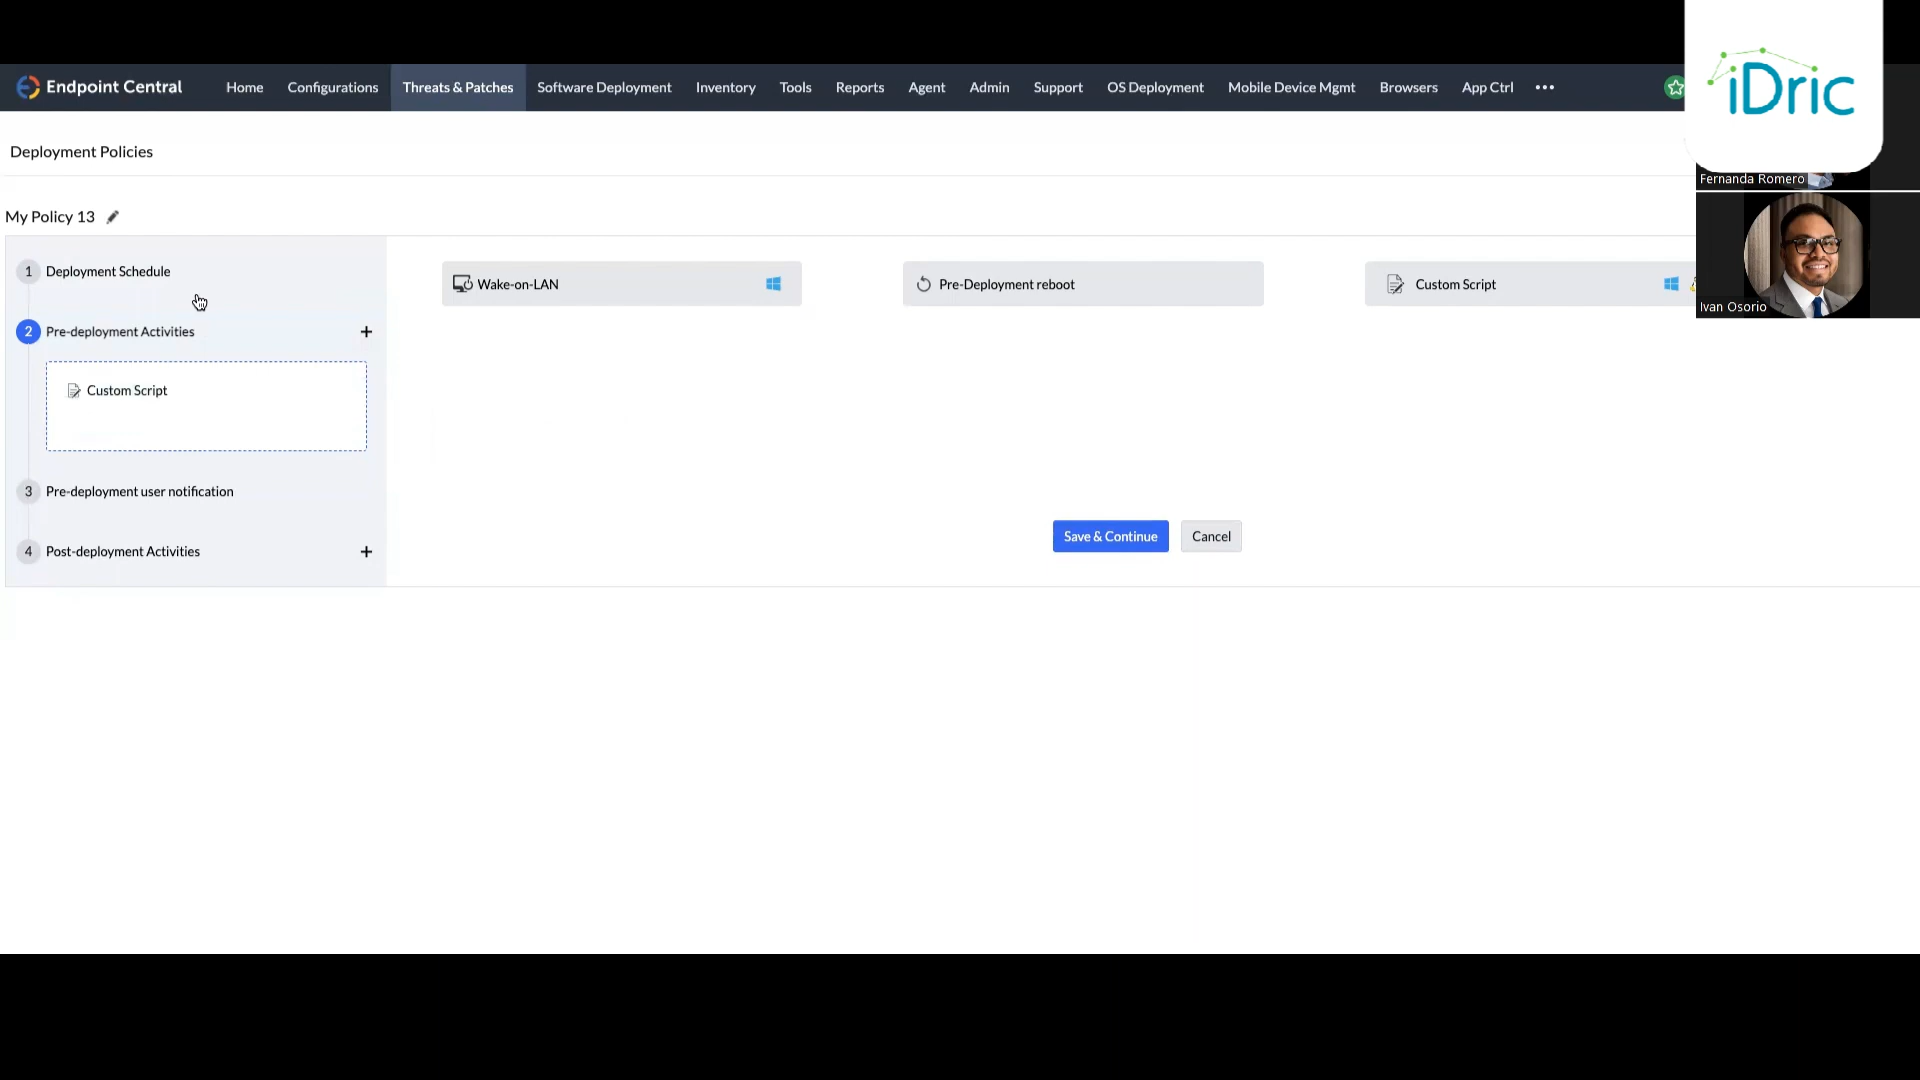 Endpoint Central
Home
Configurations
Threats & Patches
Software Deployment
Inventory
Tools
Reports
Agent
Admin
Support
OS Deployment
Mobile Device Mgmt
Browsers
App Ctrl
iDric
Deployment Policies
Fernanda Romero
My Policy 13
1 Deployment Schedule
Wake-on-LAN
Pre-Deployment reboot
Custom Script
Ivan Osorio
2 Pre-deployment Activities
Custom Script
3 Pre-deployment user notification
4 Post-deployment Activities
Save & Continue
Cancel